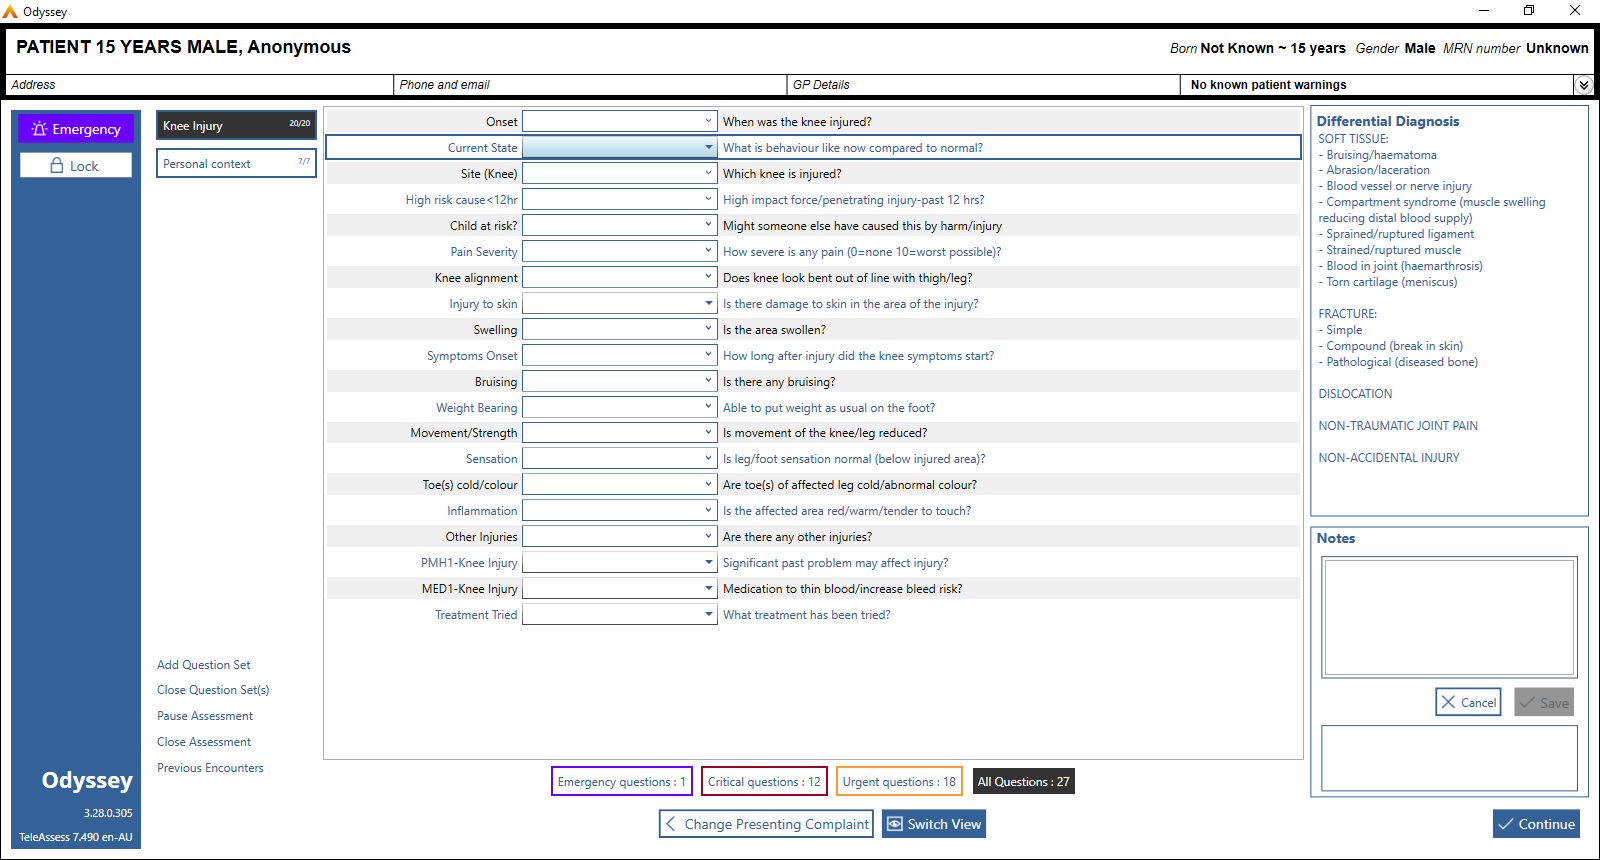 Odyssey
PATIENT 15 YEARS MALE, Anonymous
Born Not Known ~ 15 years Gender Male MRN number Unknown
Address
Phone and email
GP Details
No known patient warnings
Emergency
Lock
Knee Injury 20/20
Personal context 7/7
Onset When was the knee injured?
Current State What is behaviour like now compared to normal?
Site (Knee) Which knee is injured?
High risk cause<12hr High impact force/penetrating injury-past 12 hrs?
Child at risk? Might someone else have caused this by harm/injury
Pain Severity How severe is any pain (0=none 10=worst possible)?
Knee alignment Does knee look bent out of line with thigh/leg?
Injury to skin Is there damage to skin in the area of the injury?
Swelling Is the area swollen?
Symptoms Onset How long after injury did the knee symptoms start?
Bruising Is there any bruising?
Weight Bearing Able to put weight as usual on the foot?
Movement/Strength Is movement of the knee/leg reduced?
Sensation Is leg/foot sensation normal (below injured area)?
Toe(s) cold/colour Are toe(s) of affected leg cold/abnormal colour?
Inflammation Is the affected area red/warm/tender to touch?
Other Injuries Are there any other injuries?
PMH1-Knee Injury Significant past problem may affect injury?
MED1-Knee Injury Medication to thin blood/increase bleed risk?
Treatment Tried What treatment has been tried?
Differential Diagnosis
SOFT TISSUE:
- Bruising/haematoma
- Abrasion/laceration
- Blood vessel or nerve injury
- Compartment syndrome (muscle swelling
reducing distal blood supply)
- Sprained/ruptured ligament
- Strained/ruptured muscle
- Blood in joint (haemarthrosis)
- Torn cartilage (meniscus)
FRACTURE:
- Simple
- Compound (break in skin)
- Pathological (diseased bone)
DISLOCATION
NON-TRAUMATIC JOINT PAIN
NON-ACCIDENTAL INJURY
Notes
Cancel
Save
Add Question Set
Close Question Set(s)
Pause Assessment
Close Assessment
Previous Encounters
Odyssey
3.28.0.305
TeleAssess 7.490 en-AU
Emergency questions : 1
Critical questions : 12
Urgent questions : 18
All Questions : 27
Change Presenting Complaint
Switch View
Continue